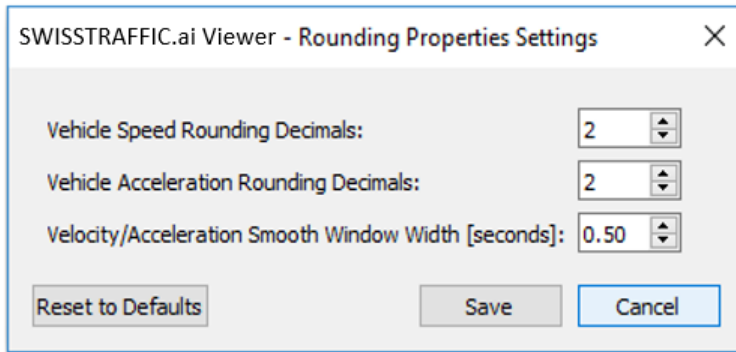 SWISSTRAFFIC.ai Viewer - Rounding Properties Settings
Vehicle Speed Rounding Decimals: 2
Vehicle Acceleration Rounding Decimals: 2
Velocity/Acceleration Smooth Window Width [seconds]: 0.50
Reset to Defaults Save Cancel